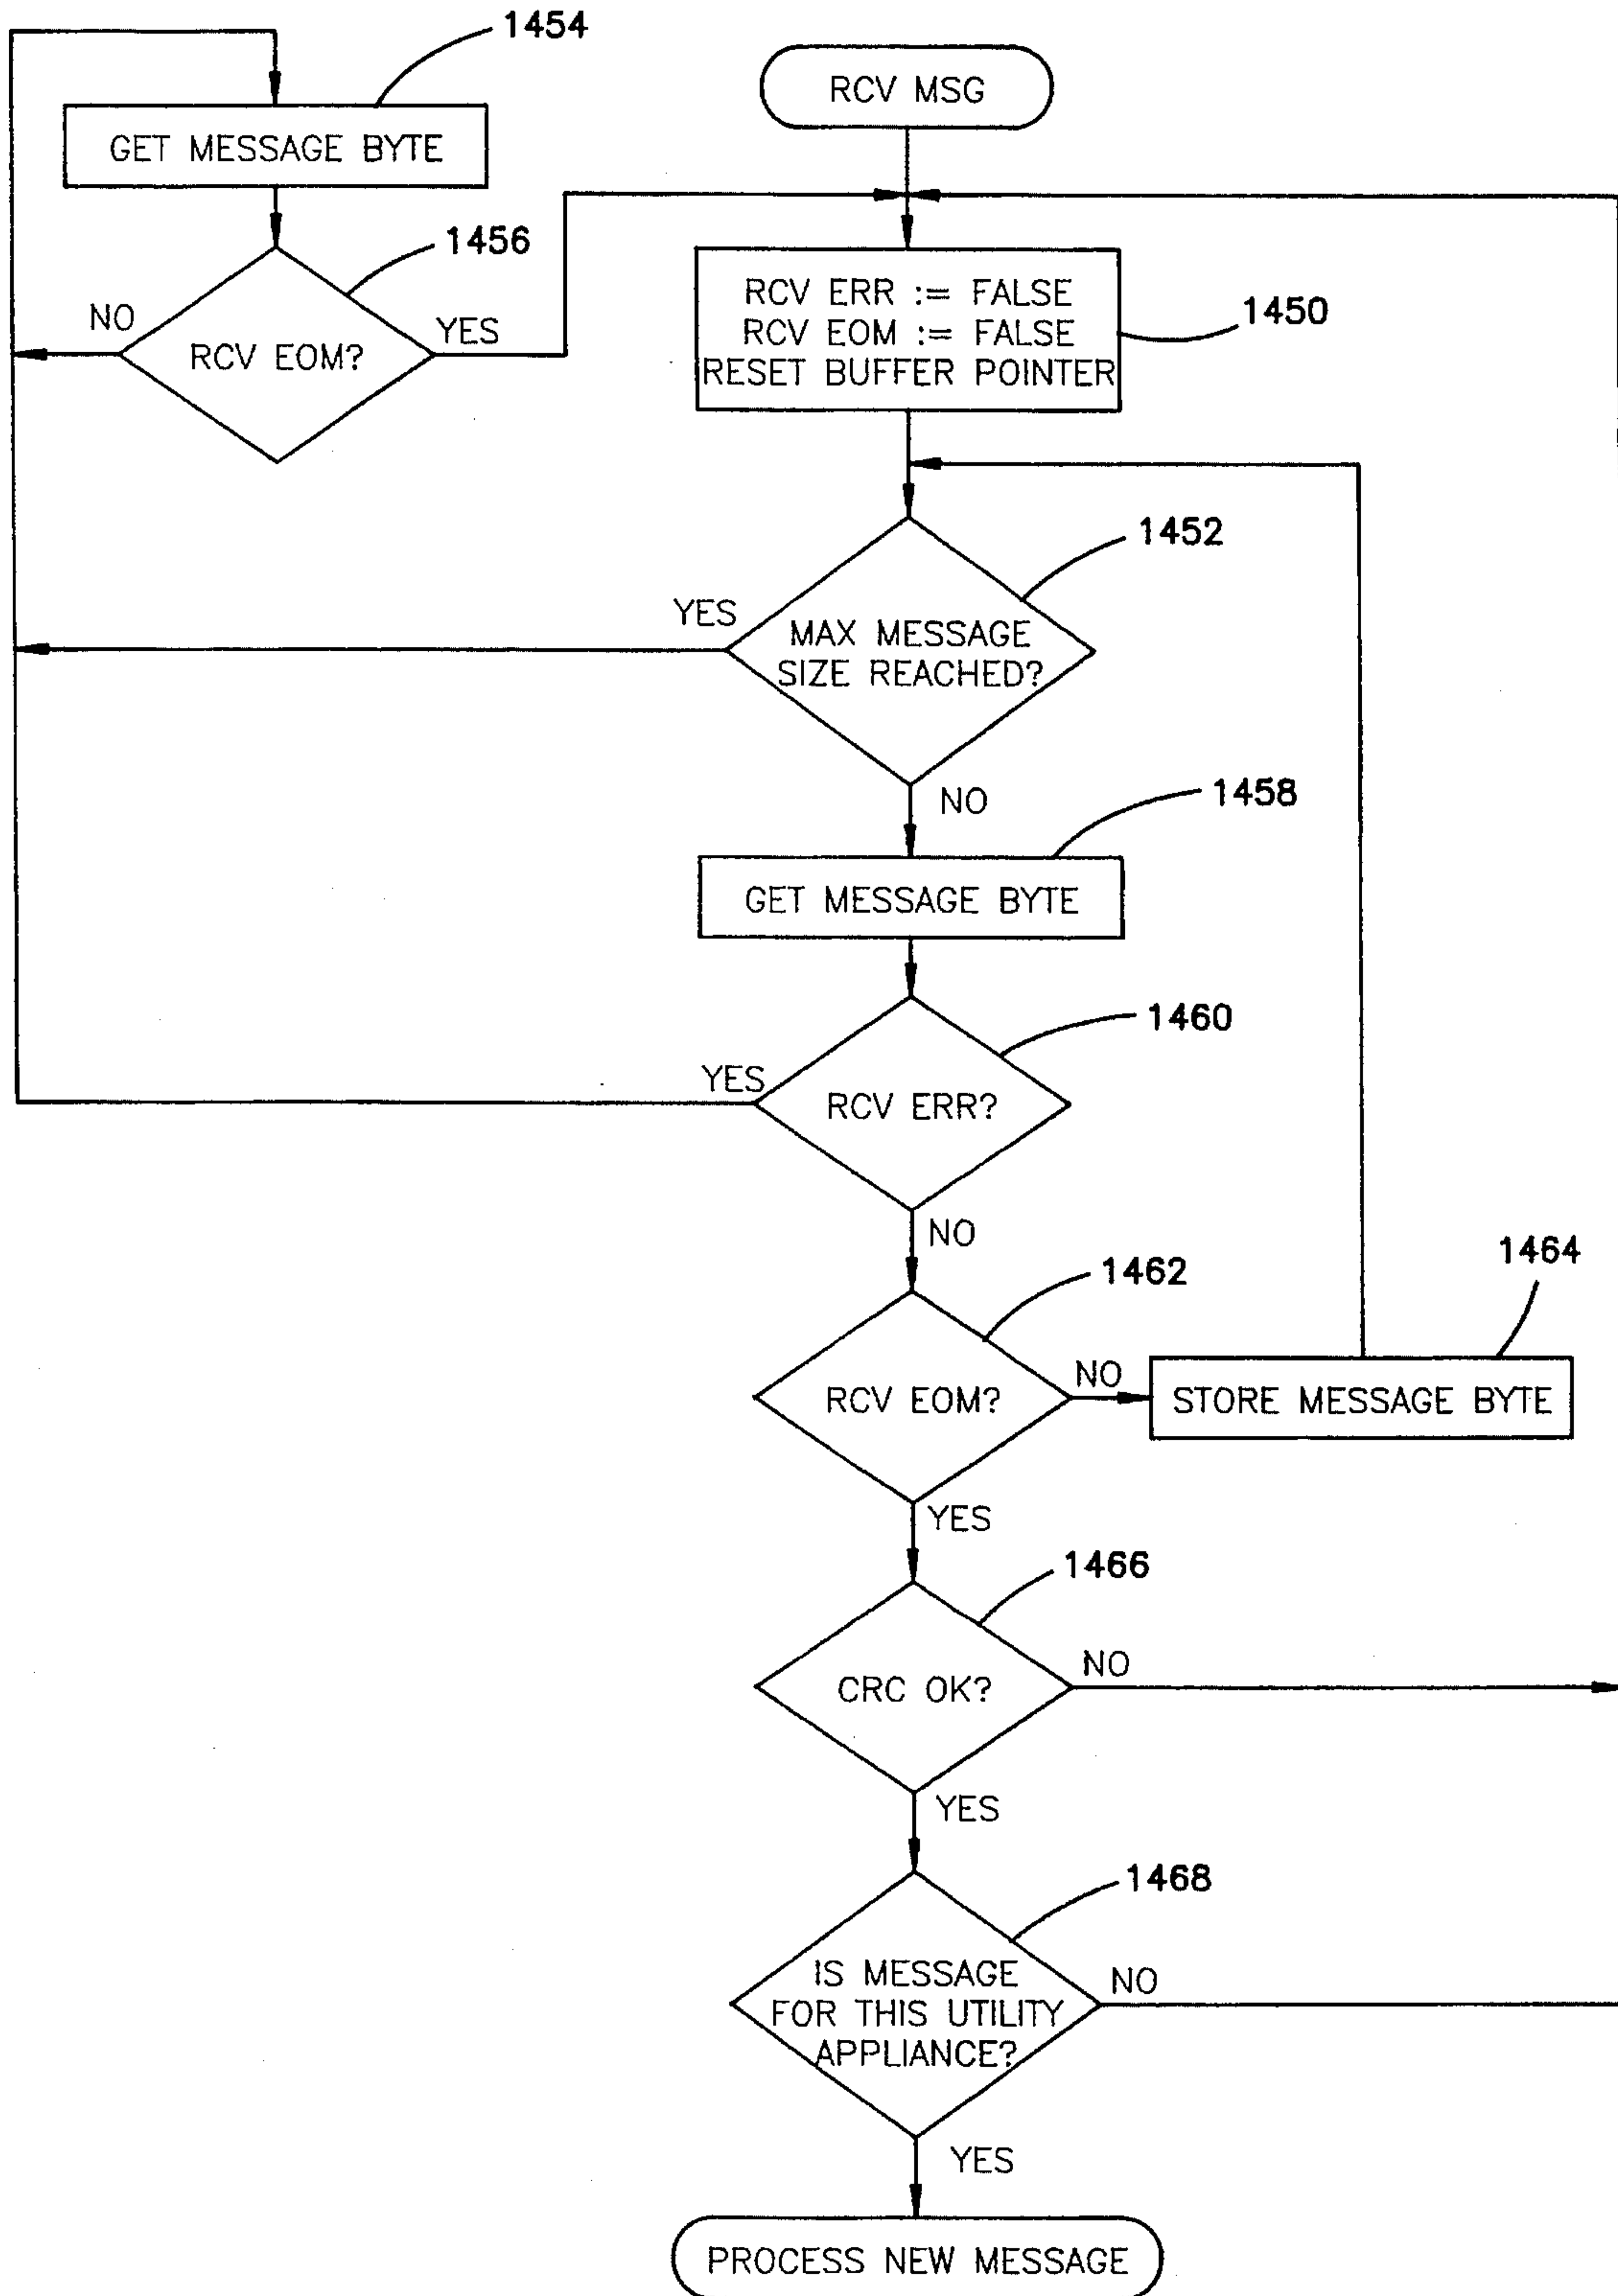 1454
RCV MSG
GET MESSAGE BYTE
1456
NO
YES
RCV EOM?
RCV ERR := FALSE
RCV EOM := FALSE
RESET BUFFER POINTER
1450
1452
YES
MAX MESSAGE
SIZE REACHED?
NO
1458
GET MESSAGE BYTE
1460
YES
RCV ERR?
NO
1462
1464
RCV EOM?
NO
STORE MESSAGE BYTE
YES
1466
CRC OK?
NO
YES
1468
IS MESSAGE
FOR THIS UTILITY
APPLIANCE?
NO
YES
PROCESS NEW MESSAGE